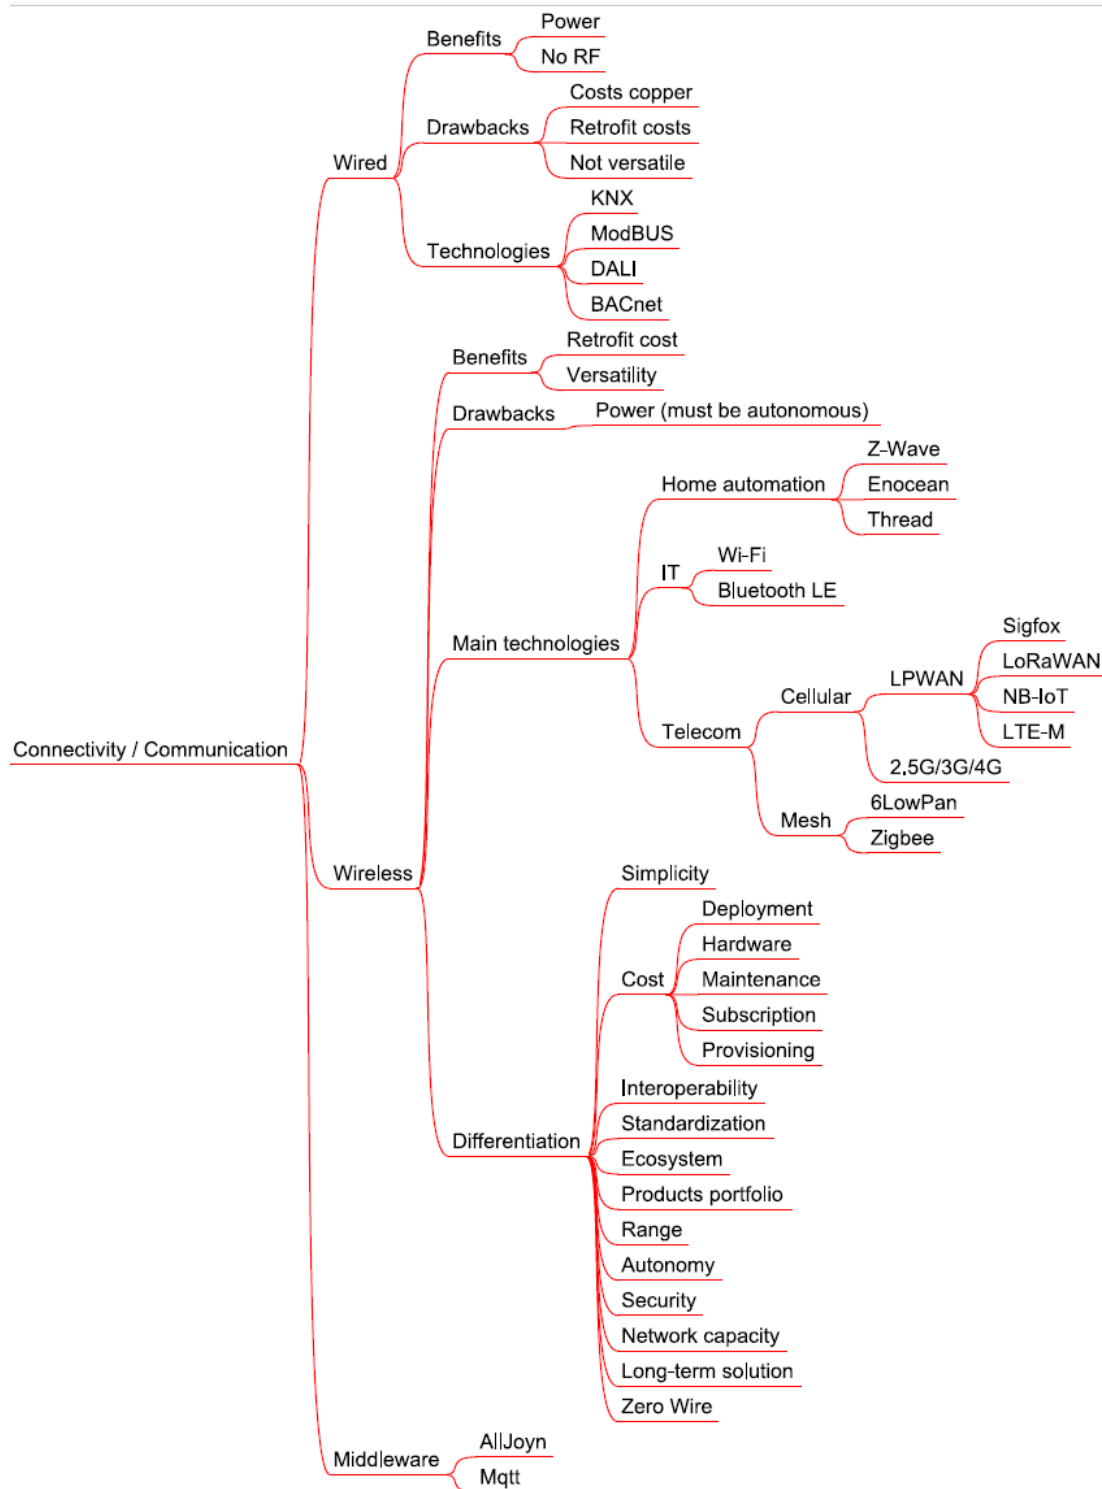 Power
Benefits
No RF
Costs copper
Drawbacks
Retrofit costs
Not versatile
Wired
KNX
ModBUS
Technologies
DALI
BACnet
Retrofit cost
Benefits
Versatility
Drawbacks
Power (must be autonomous)
Z-Wave
Home automation
Enocean
Thread
Wi-Fi
IT
Bluetooth LE
Main technologies
Sigfox
LoRaWAN
LPWAN
Cellular
NB-IoT
Telecom
LTE-M
Connectivity / Communication
2,5G/3G/4G
6LowPan
Mesh
Zigbee
Wireless
Simplicity
Deployment
Hardware
Cost
Maintenance
Subscription
Provisioning
Interoperability
Standardization
Differentiation
Ecosystem
Products portfolio
Range
Autonomy
Security
Network capacity
Long-term solution
Zero Wire
AllJoyn
Middleware
Mqtt